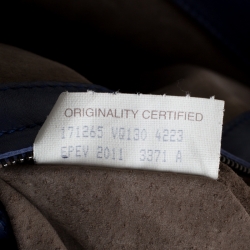 ORIGINALITY CERTIFIED
171265 VQ130 4223
EPEV 2011 3371 A